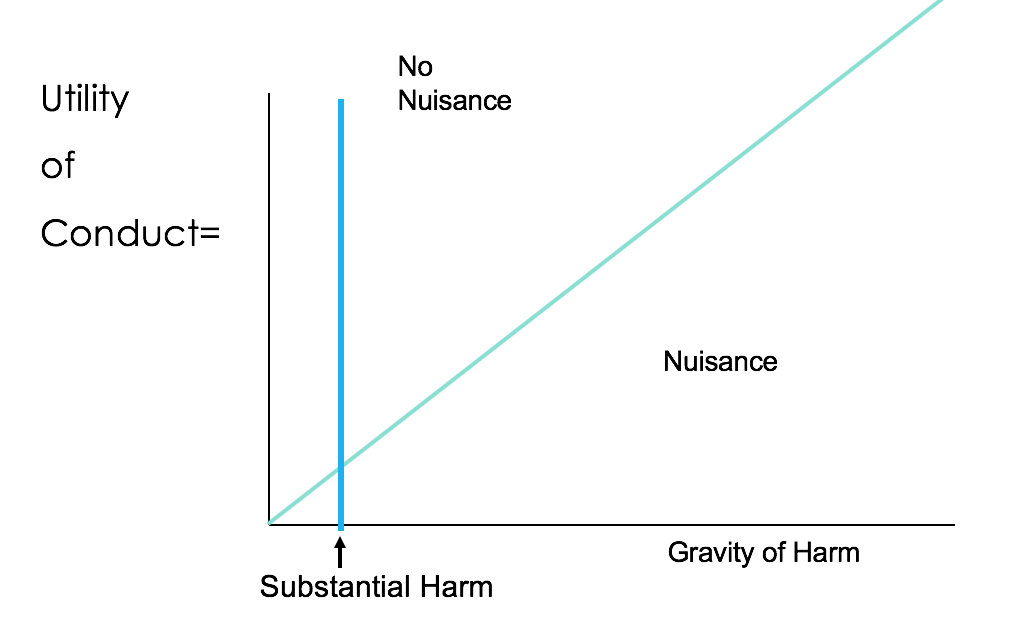 Utility
of
Conduct=
No
Nuisance
Nuisance
Gravity of Harm
Substantial Harm